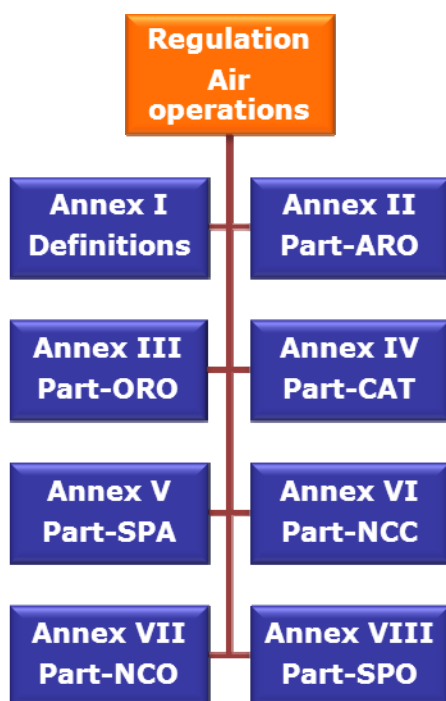 Regulation
Air
operations
Annex I
Definitions
Annex II
Part-ARO
Annex III
Part-ORO
Annex IV
Part-CAT
Annex V
Part-SPA
Annex VI
Part-NCC
Annex VII
Part-NCO
Annex VIII
Part-SPO